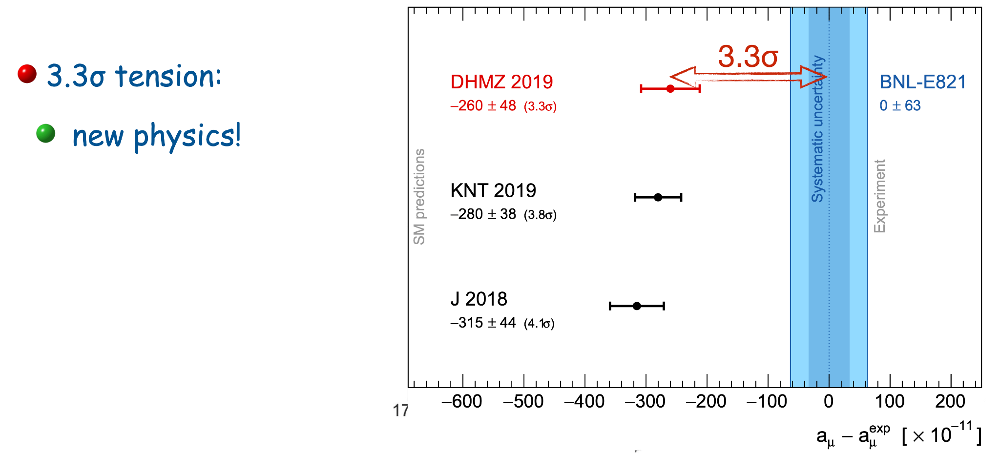 3.3σ tension:
new physics!
3.3σ
DHMZ 2019
–260 ± 48 (3.3σ)
BNL-E821
0 ± 63
Systematic uncertainty
SM predictions
Experiment
KNT 2019
–280 ± 38 (3.8σ)
J 2018
–315 ± 44 (4.1σ)
–600 –500 –400 –300 –200 –100 0 100 200
17
aμ – aμ^exp [ × 10^–11 ]